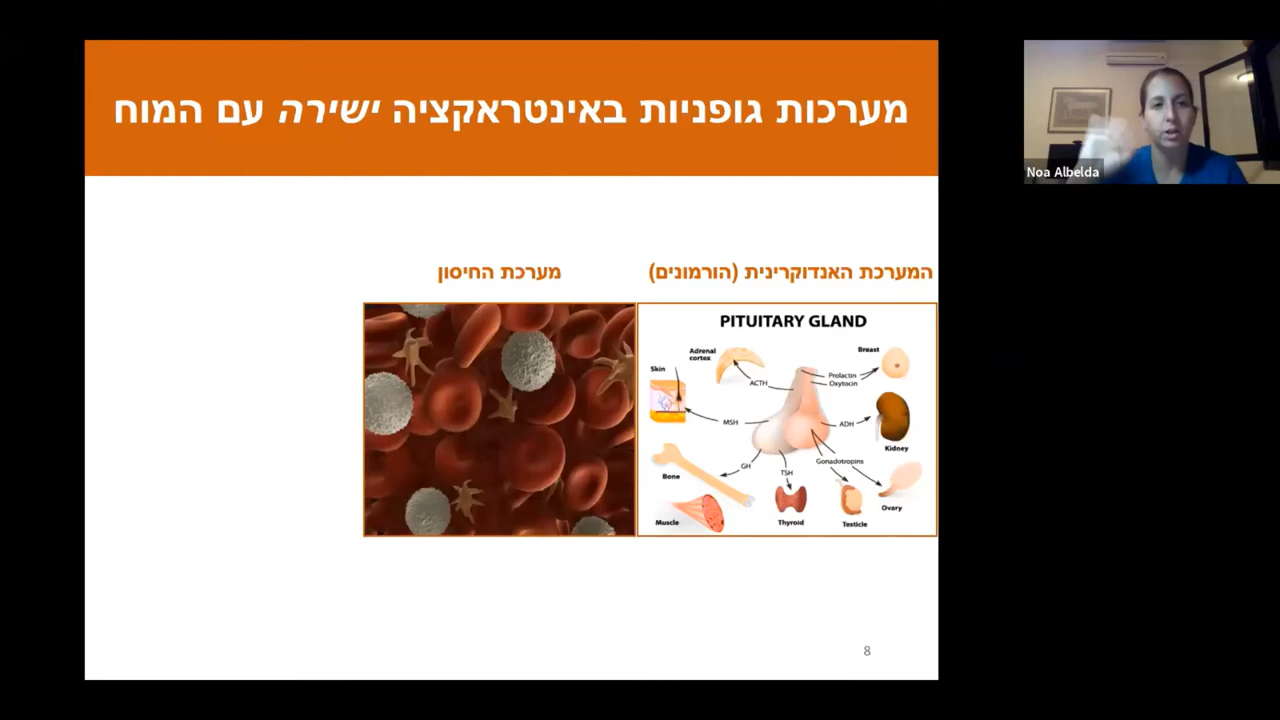 מערכות גופניות באינטראקציה ישירה עם המוח
Noa Albelda
המערכת האנדוקרינית (הורמונים)
מערכת החיסון
PITUITARY GLAND
Adrenal
cortex
Breast
Skin
Prolactin
Oxytocin
ACTH
MSH
ADH
Kidney
Gonadotropins
GH
TSH
Bone
Ovary
Muscle
Thyroid
Testicle
8